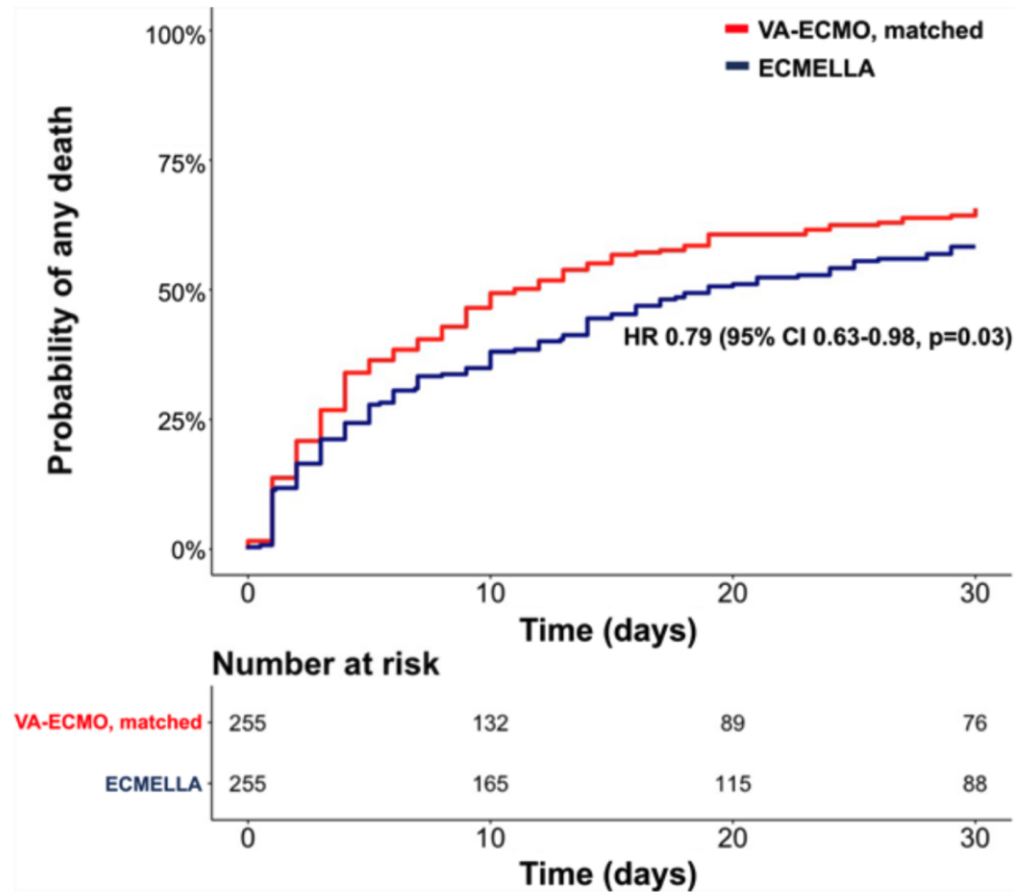 VA-ECMO, matched
ECMELLA
Probability of any death
100%
75%
50%
25%
0%
HR 0.79 (95% CI 0.63-0.98, p=0.03)
0 10 20 30
Time (days)
Number at risk
VA-ECMO, matched 255 132 89 76
ECMELLA 255 165 115 88
0 10 20 30
Time (days)